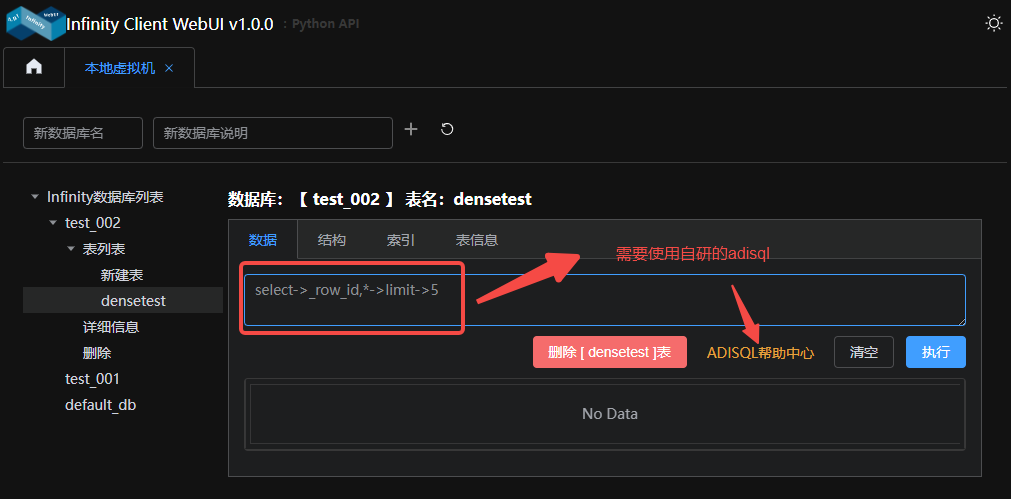 Infinity Client WebUI v1.0.0 : Python API
本地虚拟机 ×
新数据库名 新数据库说明
Infinity数据库列表
test_002
表列表
新建表
densetest
详细信息
删除
test_001
default_db
数据库：【 test_002 】 表名：densetest
数据 结构 索引 表信息
需要使用自研的adisql
select->_row_id,*->limit->5
删除 [ densetest ]表 ADISQL帮助中心 清空 执行
No Data